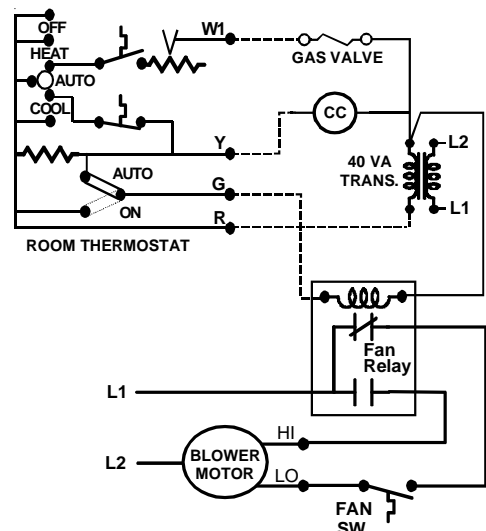 OFF
HEAT
AUTO
COOL
W1
GAS VALVE
CC
Y
AUTO
G
ON
R
ROOM THERMOSTAT
40 VA
TRANS.
L2
L1
Fan
Relay
L1
L2
BLOWER
MOTOR
HI
LO
FAN
SW